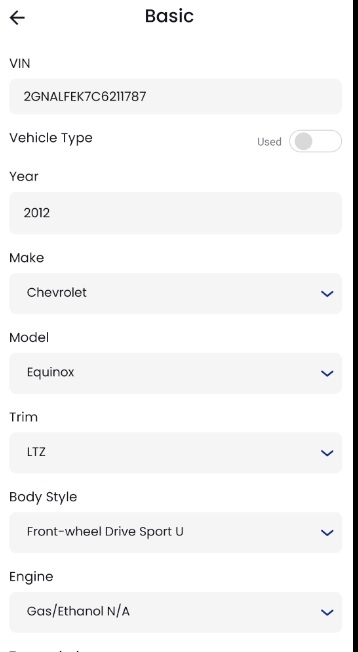 Basic
VIN
2GNALFEK7C6211787
Vehicle Type
Used
Year
2012
Make
Chevrolet
Model
Equinox
Trim
LTZ
Body Style
Front-wheel Drive Sport U
Engine
Gas/Ethanol N/A